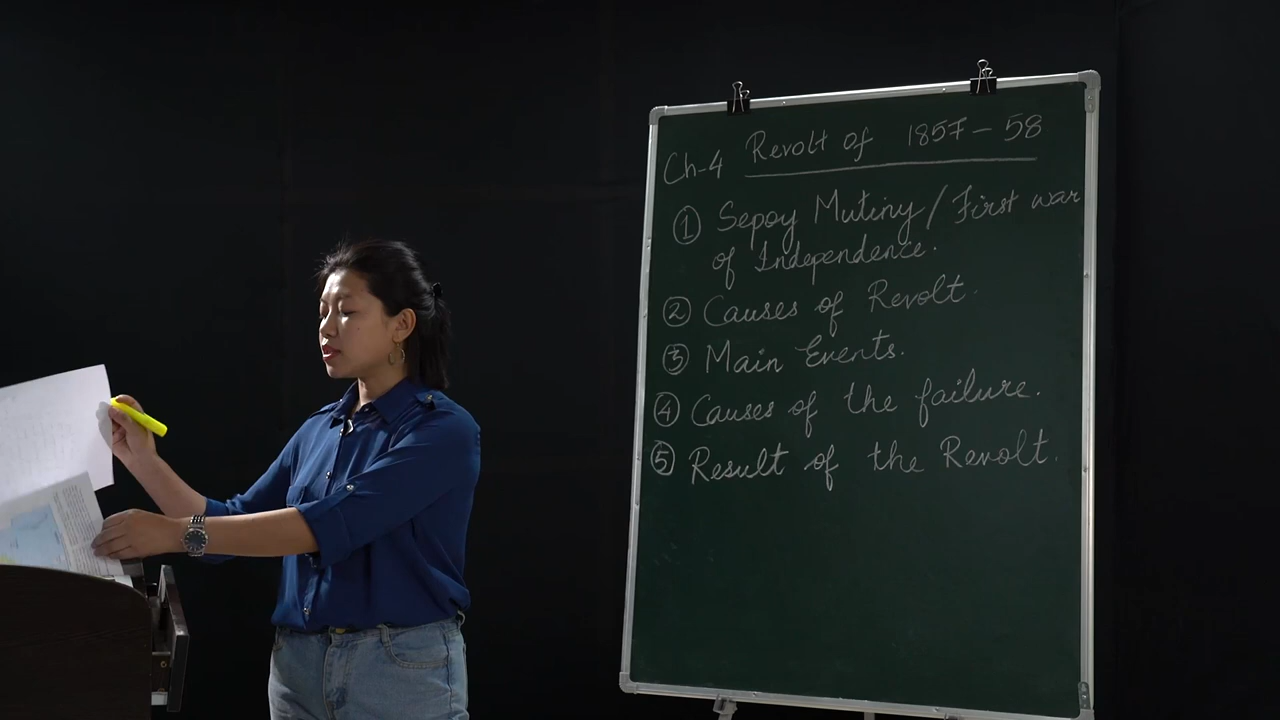 Ch-4 Revolt of 1857-58
① Sepoy Mutiny / First war
of Independence.
② Causes of Revolt.
③ Main Events.
④ Causes of the failure.
⑤ Result of the Revolt.